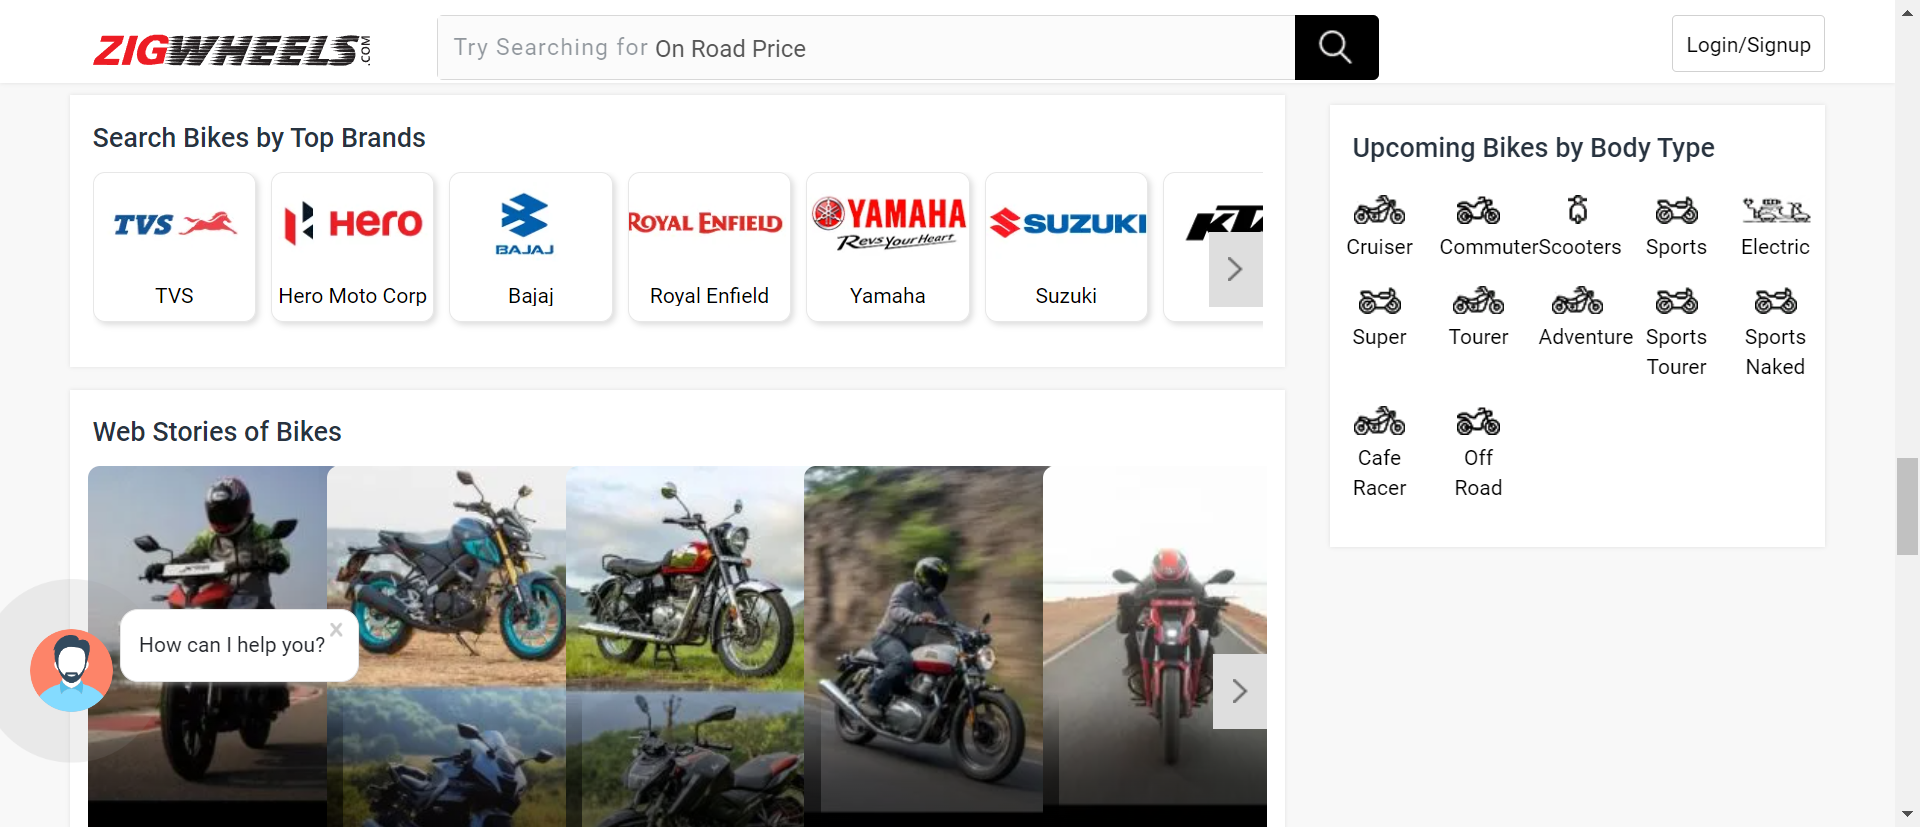 ZIGWHEELS.COM
Try Searching for On Road Price
Login/Signup
Search Bikes by Top Brands
TVS
HERO
BAJAJ
ROYAL ENFIELD
YAMAHA
Revs Your Heart
SUZUKI
TVS
Hero Moto Corp
Bajaj
Royal Enfield
Yamaha
Suzuki
Upcoming Bikes by Body Type
Cruiser
Commuter
Scooters
Sports
Electric
Super
Tourer
Adventure
Sports
Tourer
Sports
Naked
Cafe
Racer
Off
Road
Web Stories of Bikes
How can I help you?